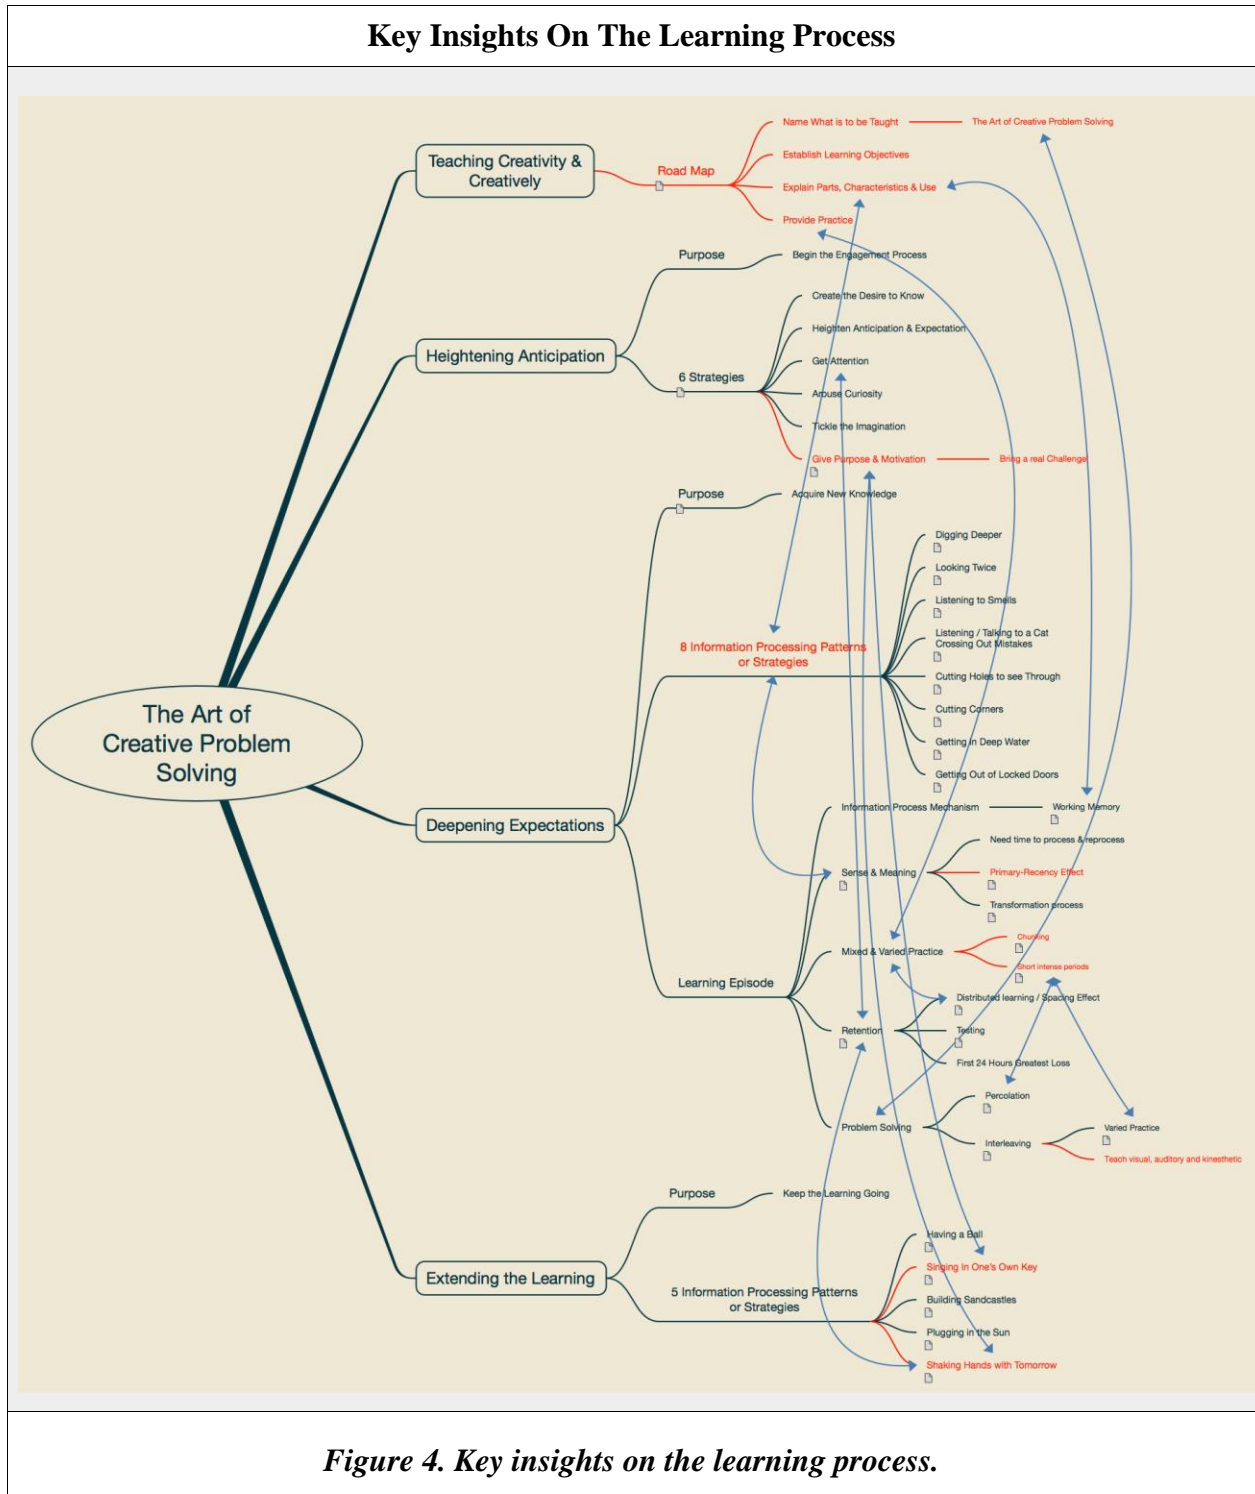 Key Insights On The Learning Process
The Art of
Creative Problem
Solving
Teaching Creativity &
Creatively
Road Map
Name What is to be Taught
The Art of Creative Problem Solving
Establish Learning Objectives
Explain Parts, Characteristics & Use
Provide Practice
Heightening Anticipation
Purpose
Begin the Engagement Process
6 Strategies
Create the Desire to Know
Heighten Anticipation & Expectation
Get Attention
Arouse Curiosity
Tickle the Imagination
Give Purpose & Motivation
Bring a real Challenge
Deepening Expectations
Purpose
Acquire New Knowledge
8 Information Processing Patterns
or Strategies
Digging Deeper
Looking Twice
Listening to Smells
Listening / Talking to a Cat
Crossing Out Mistakes
Cutting Holes to see Through
Cutting Corners
Getting in Deep Water
Getting Out of Locked Doors
Learning Episode
Information Process Mechanism
Working Memory
Sense & Meaning
Need time to process & reprocess
Primary-Recency Effect
Transformation process
Mixed & Varied Practice
Chunking
Short intense periods
Retention
Distributed learning / Spacing Effect
Testing
First 24 Hours Greatest Loss
Problem Solving
Percolation
Interleaving
Varied Practice
Teach visual, auditory and kinesthetic
Extending the Learning
Purpose
Keep the Learning Going
5 Information Processing Patterns
or Strategies
Having a Ball
Singing In One's Own Key
Building Sandcastles
Plugging in the Sun
Shaking Hands with Tomorrow
Figure 4. Key insights on the learning process.